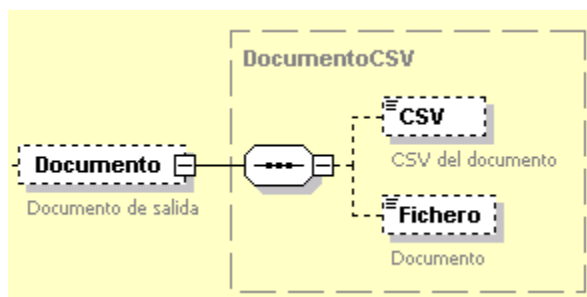 DocumentoCSV
CSV
CSV del documento
Documento
Documento de salida
Fichero
Documento